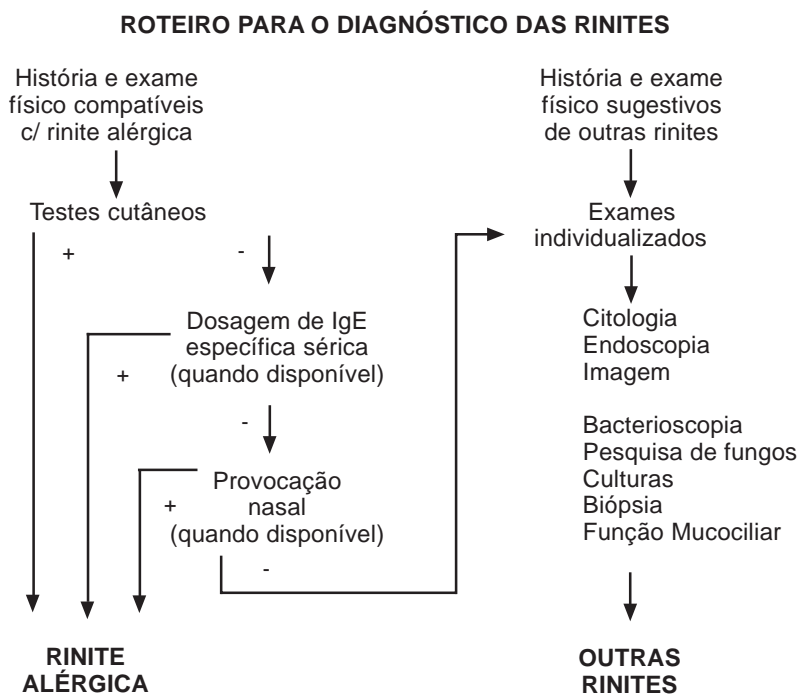 ROTEIRO PARA O DIAGNÓSTICO DAS RINITES
História e exame
físico compatíveis
c/ rinite alérgica
Testes cutâneos
+
-
Dosagem de IgE
específica sérica
(quando disponível)
+
-
Provocação
nasal
(quando disponível)
+
-
RINITE
ALÉRGICA
História e exame
físico sugestivos
de outras rinites
Exames
individualizados
Citologia
Endoscopia
Imagem
Bacterioscopia
Pesquisa de fungos
Culturas
Biópsia
Função Mucociliar
OUTRAS
RINITES